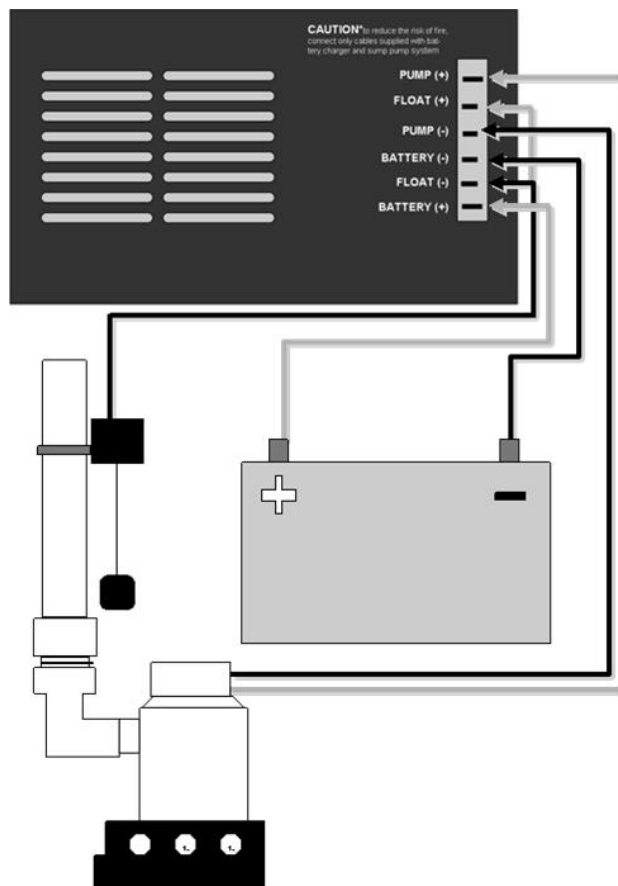 CAUTION* to reduce the risk of fire,
connect only cables supplied with bat-
tery charger and sump pump system
PUMP (+)
FLOAT (+)
PUMP (-)
BATTERY (-)
FLOAT (-)
BATTERY (+)